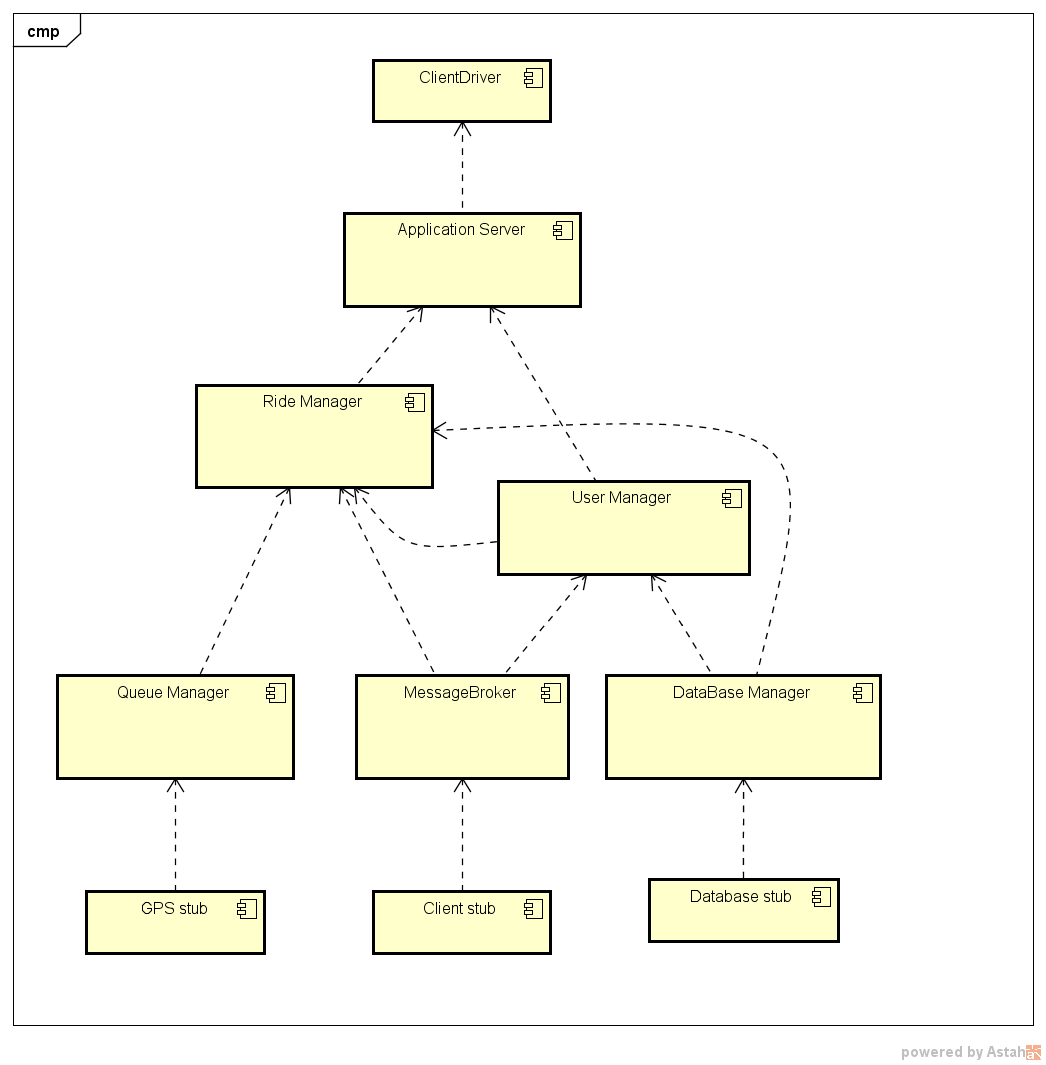 cmp
ClientDriver
Application Server
Ride Manager
User Manager
Queue Manager
MessageBroker
DataBase Manager
GPS stub
Client stub
Database stub
powered by Astah